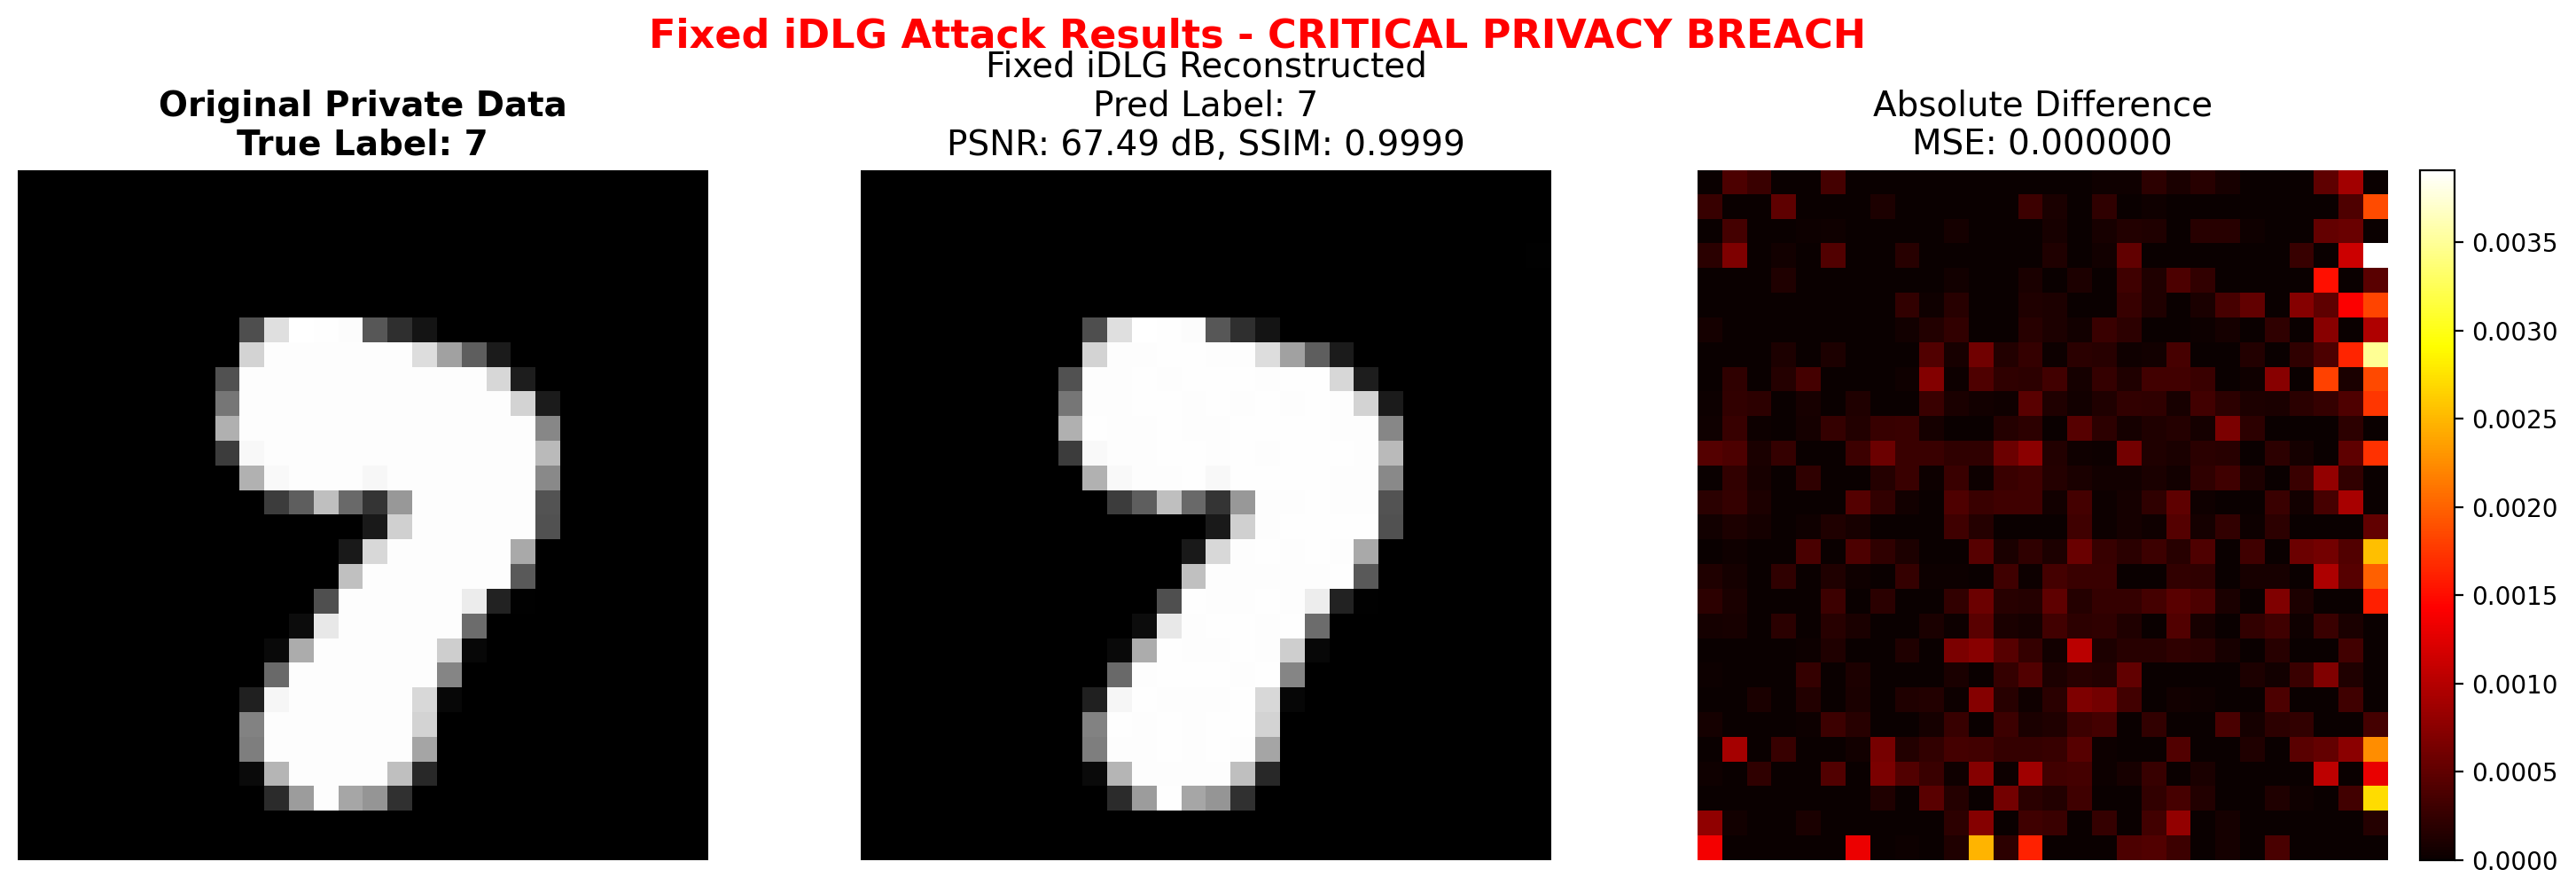 Fixed iDLG Attack Results - CRITICAL PRIVACY BREACH
Original Private Data
True Label: 7
Fixed iDLG Reconstructed
Pred Label: 7
PSNR: 67.49 dB, SSIM: 0.9999
Absolute Difference
MSE: 0.000000
7
7
0.0035
0.0030
0.0025
0.0020
0.0015
0.0010
0.0005
0.0000